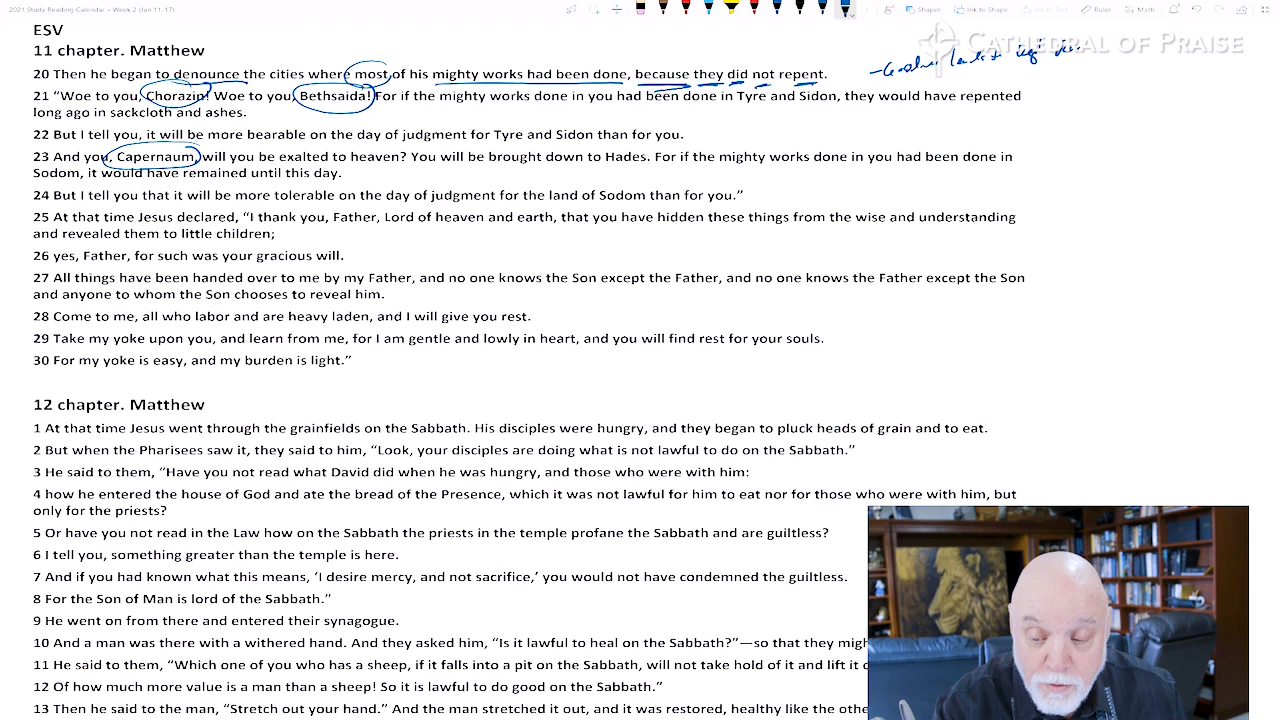 2021 Study Reading Calendar – Week 2 (Jan 11-17)
Shapes
Ink to Shape
Ink to Text
Ruler
Math
CATHEDRAL OF PRAISE
ESV
11 chapter. Matthew
20 Then he began to denounce the cities where most of his mighty works had been done, because they did not repent.
21 “Woe to you, Chorazin! Woe to you, Bethsaida! For if the mighty works done in you had been done in Tyre and Sidon, they would have repented
long ago in sackcloth and ashes.
22 But I tell you, it will be more bearable on the day of judgment for Tyre and Sidon than for you.
23 And you, Capernaum, will you be exalted to heaven? You will be brought down to Hades. For if the mighty works done in you had been done in
Sodom, it would have remained until this day.
24 But I tell you that it will be more tolerable on the day of judgment for the land of Sodom than for you.”
25 At that time Jesus declared, “I thank you, Father, Lord of heaven and earth, that you have hidden these things from the wise and understanding
and revealed them to little children;
26 yes, Father, for such was your gracious will.
27 All things have been handed over to me by my Father, and no one knows the Son except the Father, and no one knows the Father except the Son
and anyone to whom the Son chooses to reveal him.
28 Come to me, all who labor and are heavy laden, and I will give you rest.
29 Take my yoke upon you, and learn from me, for I am gentle and lowly in heart, and you will find rest for your souls.
30 For my yoke is easy, and my burden is light.”
12 chapter. Matthew
1 At that time Jesus went through the grainfields on the Sabbath. His disciples were hungry, and they began to pluck heads of grain and to eat.
2 But when the Pharisees saw it, they said to him, “Look, your disciples are doing what is not lawful to do on the Sabbath.”
3 He said to them, “Have you not read what David did when he was hungry, and those who were with him:
4 how he entered the house of God and ate the bread of the Presence, which it was not lawful for him to eat nor for those who were with him, but
only for the priests?
5 Or have you not read in the Law how on the Sabbath the priests in the temple profane the Sabbath and are guiltless?
6 I tell you, something greater than the temple is here.
7 And if you had known what this means, ‘I desire mercy, and not sacrifice,’ you would not have condemned the guiltless.
8 For the Son of Man is lord of the Sabbath.”
9 He went on from there and entered their synagogue.
10 And a man was there with a withered hand. And they asked him, “Is it lawful to heal on the Sabbath?”—so that they migh
11 He said to them, “Which one of you who has a sheep, if it falls into a pit on the Sabbath, will not take hold of it and lift it
12 Of how much more value is a man than a sheep! So it is lawful to do good on the Sabbath.”
13 Then he said to the man, “Stretch out your hand.” And the man stretched it out, and it was restored, healthy like the othe